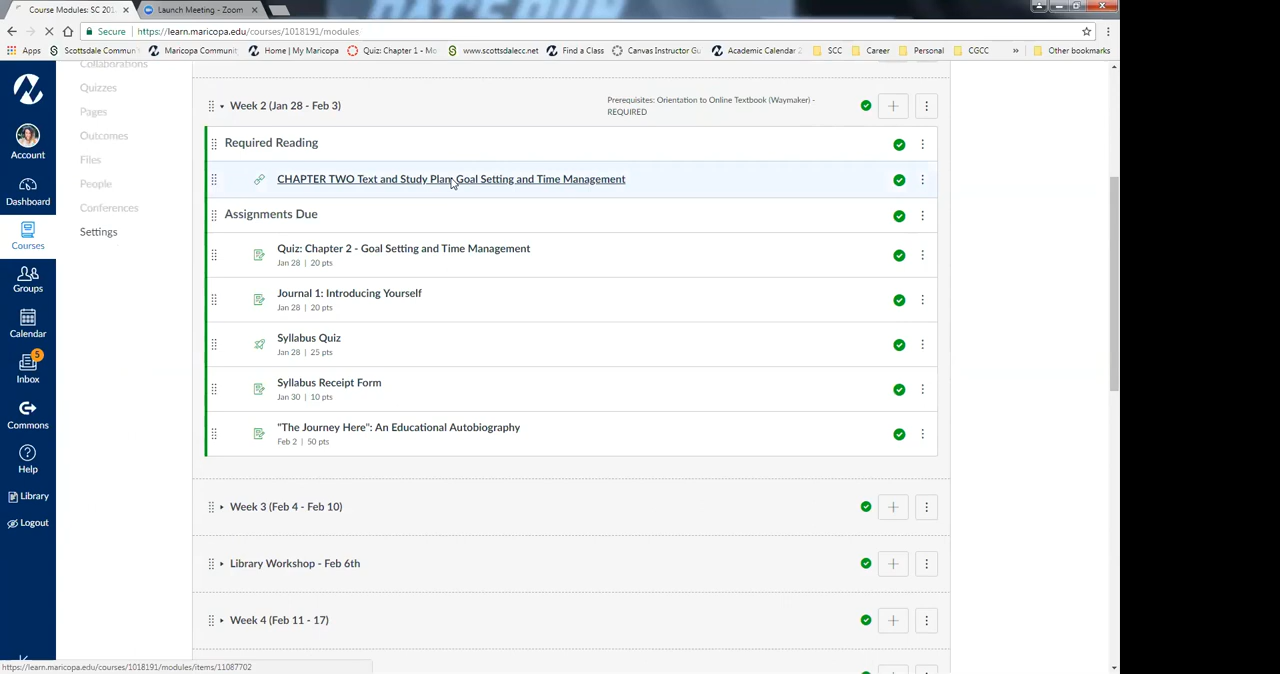 Course Modules: SC 201
Launch Meeting - Zoom
Secure
https://learn.maricopa.edu/courses/1018191/modules
Apps
Scottsdale Commun
Maricopa Communit
Home | My Maricopa
Quiz: Chapter 1 - Mo
www.scottsdalecc.net
Find a Class
Canvas Instructor Gu
Academic Calendar 2
SCC
Career
Personal
CGCC
»
Other bookmarks
Collaborations
Quizzes
Pages
Outcomes
Files
People
Conferences
Settings
Account
Dashboard
Courses
Groups
Calendar
5
Inbox
Commons
Help
Library
Logout
Week 2 (Jan 28 - Feb 3)
Prerequisites: Orientation to Online Textbook (Waymaker) -
REQUIRED
Required Reading
CHAPTER TWO Text and Study Plan: Goal Setting and Time Management
Assignments Due
Quiz: Chapter 2 - Goal Setting and Time Management
Jan 28 | 20 pts
Journal 1: Introducing Yourself
Jan 28 | 20 pts
Syllabus Quiz
Jan 28 | 25 pts
Syllabus Receipt Form
Jan 30 | 10 pts
"The Journey Here": An Educational Autobiography
Feb 2 | 50 pts
Week 3 (Feb 4 - Feb 10)
Library Workshop - Feb 6th
Week 4 (Feb 11 - 17)
https://learn.maricopa.edu/courses/1018191/modules/items/11087702